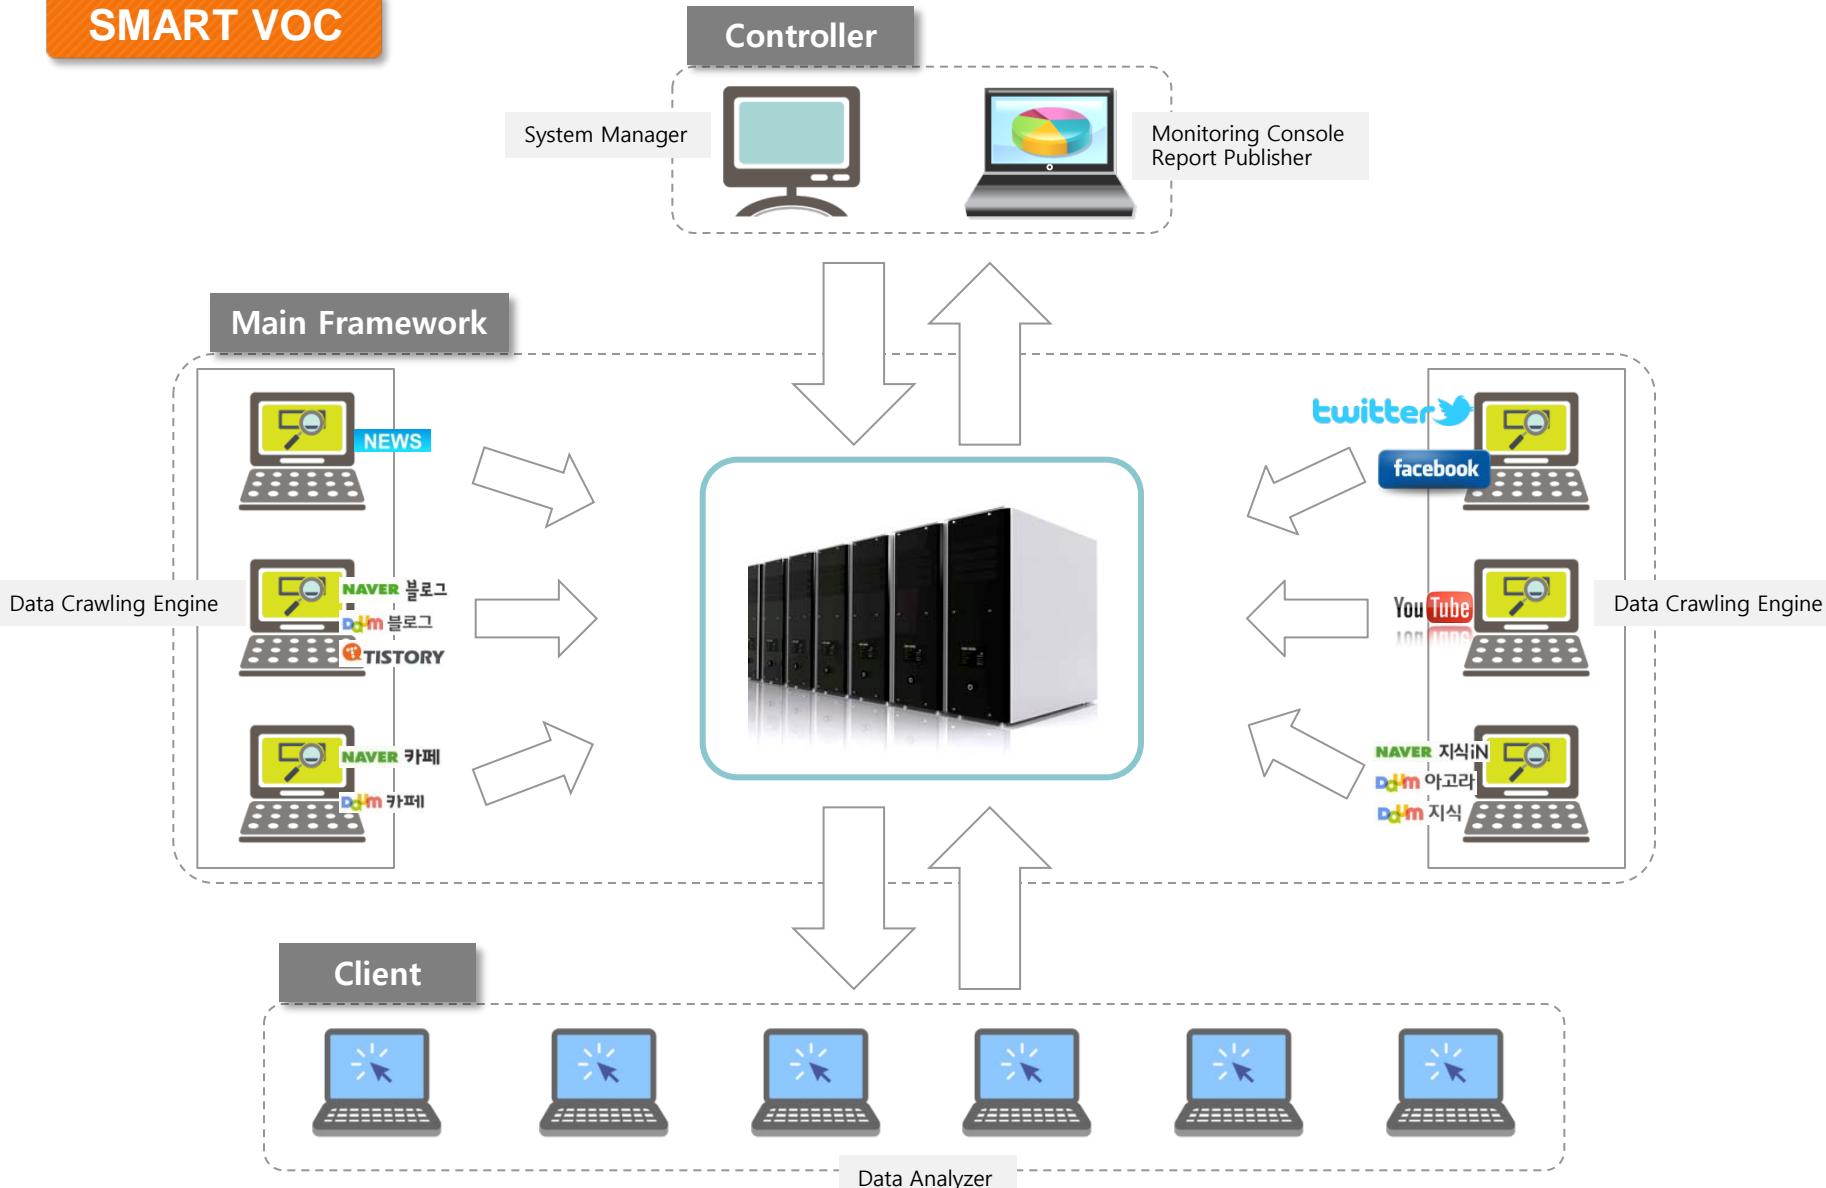 SMART VOC
Controller
System Manager
Monitoring Console
Report Publisher
Main Framework
NEWS
twitter
facebook
Data Crawling Engine
NAVER 블로그
Daum 블로그
TISTORY
You Tube
Data Crawling Engine
NAVER 카페
Daum 카페
NAVER 지식iN
Daum 아고라
Daum 지식
Client
Data Analyzer